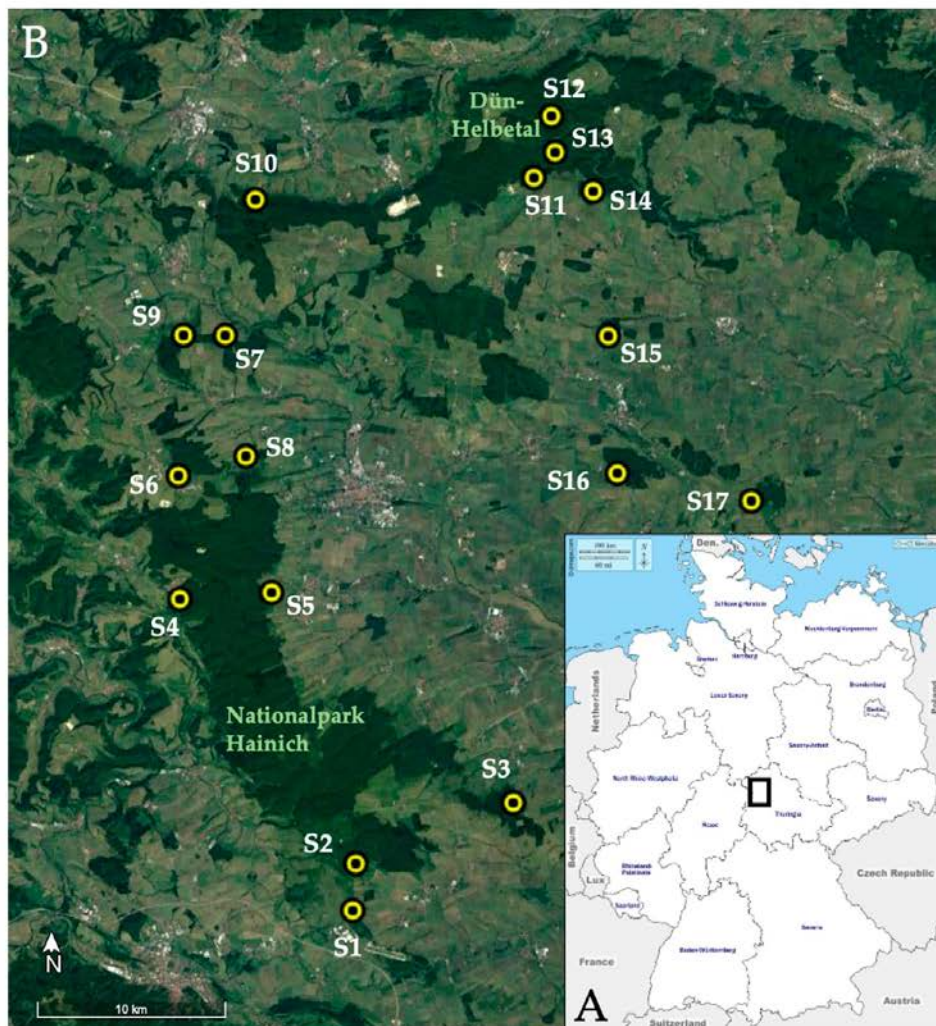 B
S12
Dün-
Helbetal
S13
S10
S11
S14
S9
S7
S15
S8
S6
S16
S17
S4
S5
Nationalpark
Hainich
S3
S2
S1
N
10 km
Den.
N
Schleswig-Holstein
Mecklenburg-Vorpommern
Hamburg
Bremen
Lower Saxony
Brandenburg
Berlin
Poland
Netherlands
Saxony-Anhalt
North Rhine-Westphalia
Saxony
Thuringia
Hesse
Belgium
Rhineland-
Palatinate
Lux
Saarland
Czech Republic
Bavaria
Baden-Württemberg
France
A
Austria
Switzerland